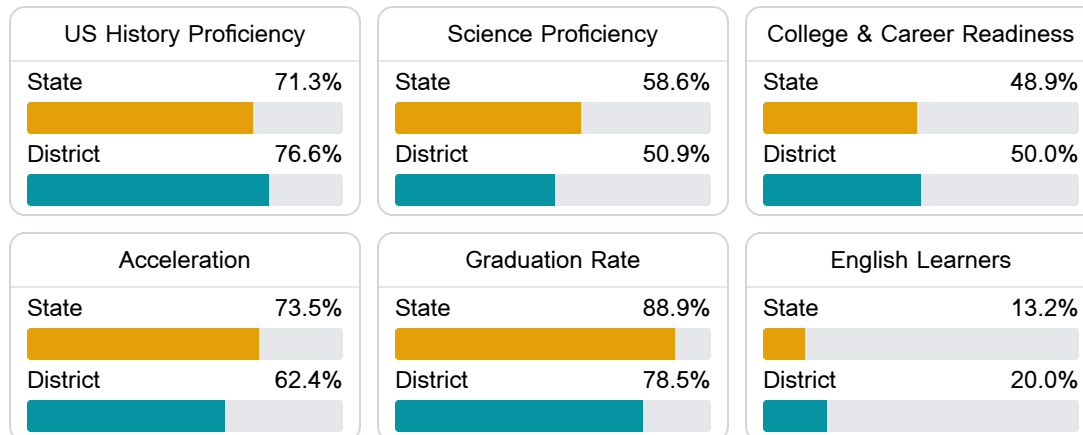 US History Proficiency
State 71.3%
District 76.6%
Science Proficiency
State 58.6%
District 50.9%
College & Career Readiness
State 48.9%
District 50.0%
Acceleration
State 73.5%
District 62.4%
Graduation Rate
State 88.9%
District 78.5%
English Learners
State 13.2%
District 20.0%